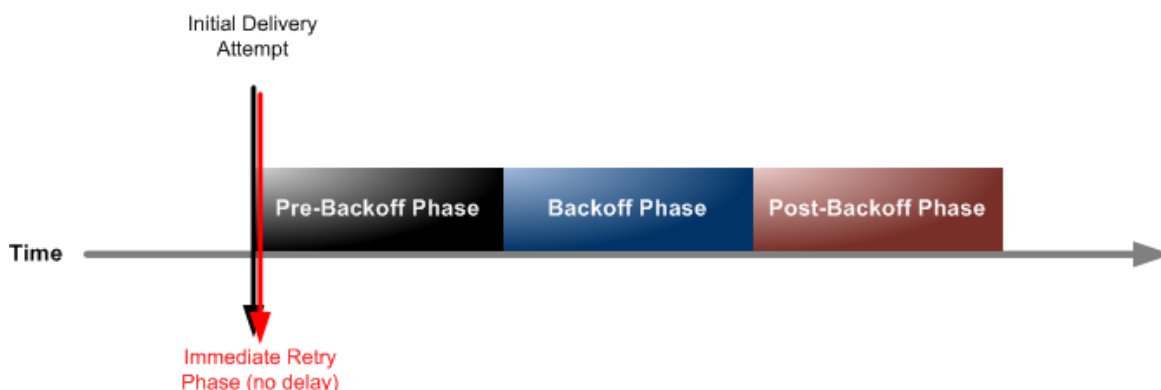 Initial Delivery
Attempt
Pre-Backoff Phase
Backoff Phase
Post-Backoff Phase
Time
Immediate Retry
Phase (no delay)